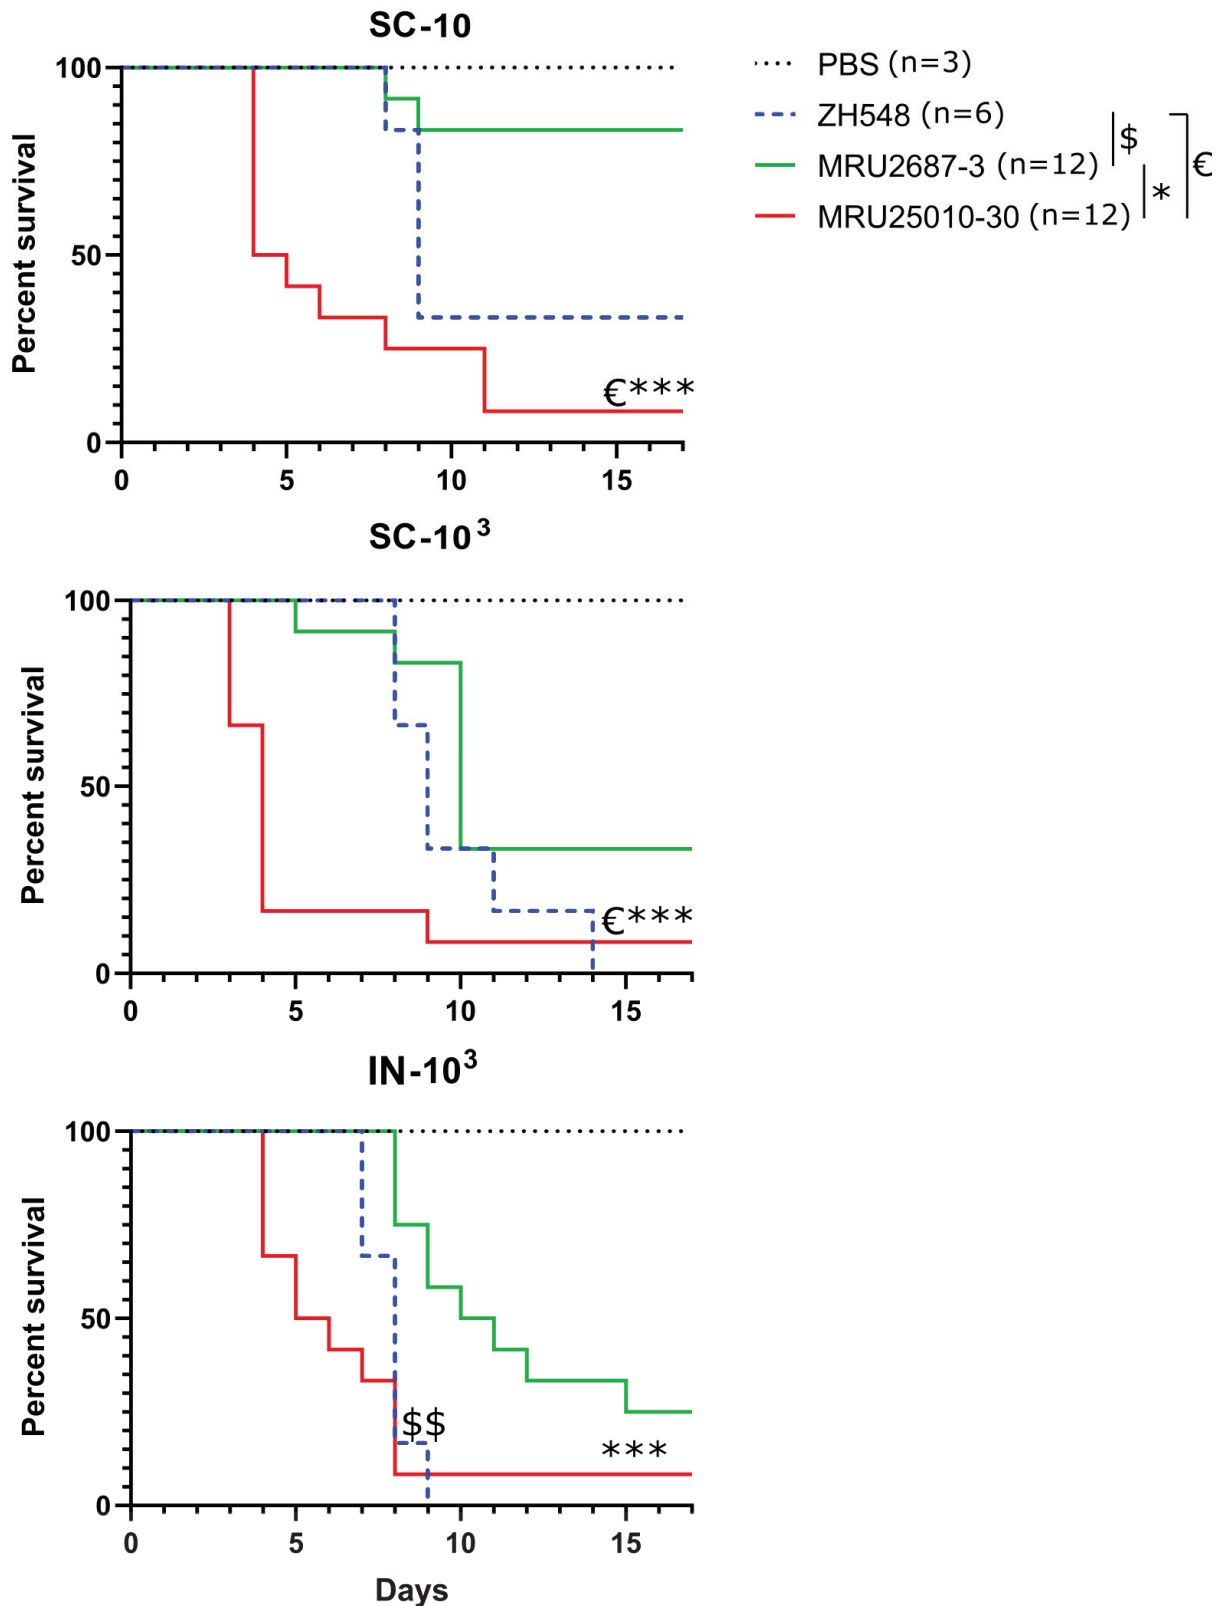 SC-10
100
50
0
Percent survival
0 5 10 15
PBS (n=3)
ZH548 (n=6)
MRU2687-3 (n=12)
MRU25010-30 (n=12)
$
*
€
€***
SC-10³
100
50
0
Percent survival
0 5 10 15
€***
IN-10³
100
50
0
Percent survival
0 5 10 15
$$
***
Days